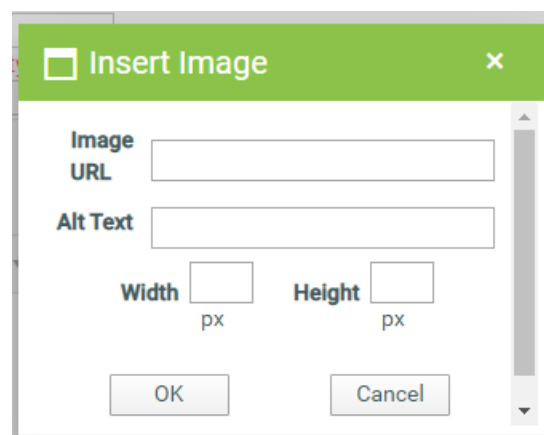 Insert Image ×
Image
URL
Alt Text
Width Height
px px
OK Cancel